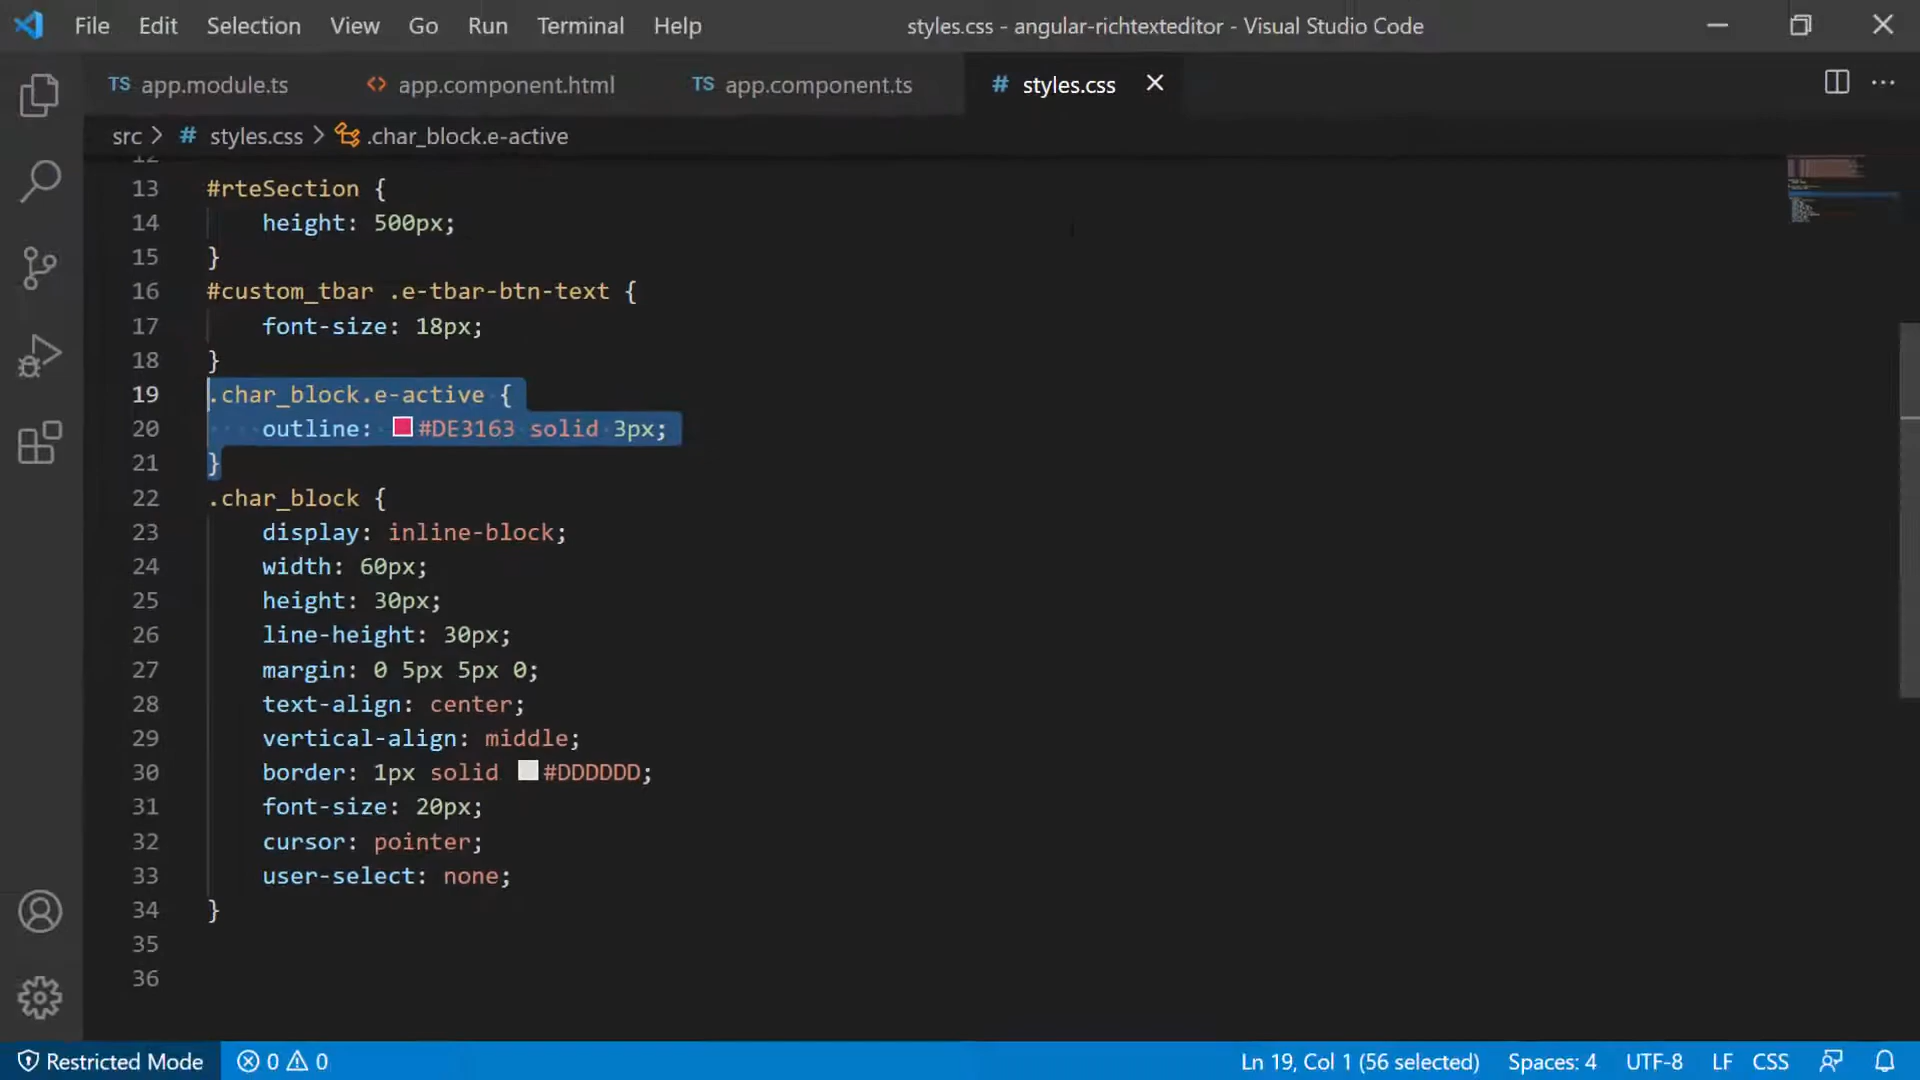 File Edit Selection View Go Run Terminal Help styles.css - angular-richtexteditor - Visual Studio Code
TS app.module.ts <> app.component.html TS app.component.ts # styles.css
src > # styles.css > .char_block.e-active
12
13 #rteSection {
14 height: 500px;
15 }
16 #custom_tbar .e-tbar-btn-text {
17 font-size: 18px;
18 }
19 .char_block.e-active {
20 outline: #DE3163 solid 3px;
21 }
22 .char_block {
23 display: inline-block;
24 width: 60px;
25 height: 30px;
26 line-height: 30px;
27 margin: 0 5px 5px 0;
28 text-align: center;
29 vertical-align: middle;
30 border: 1px solid #DDDDDD;
31 font-size: 20px;
32 cursor: pointer;
33 user-select: none;
34 }
35
36
Restricted Mode 0 0 Ln 19, Col 1 (56 selected) Spaces: 4 UTF-8 LF CSS